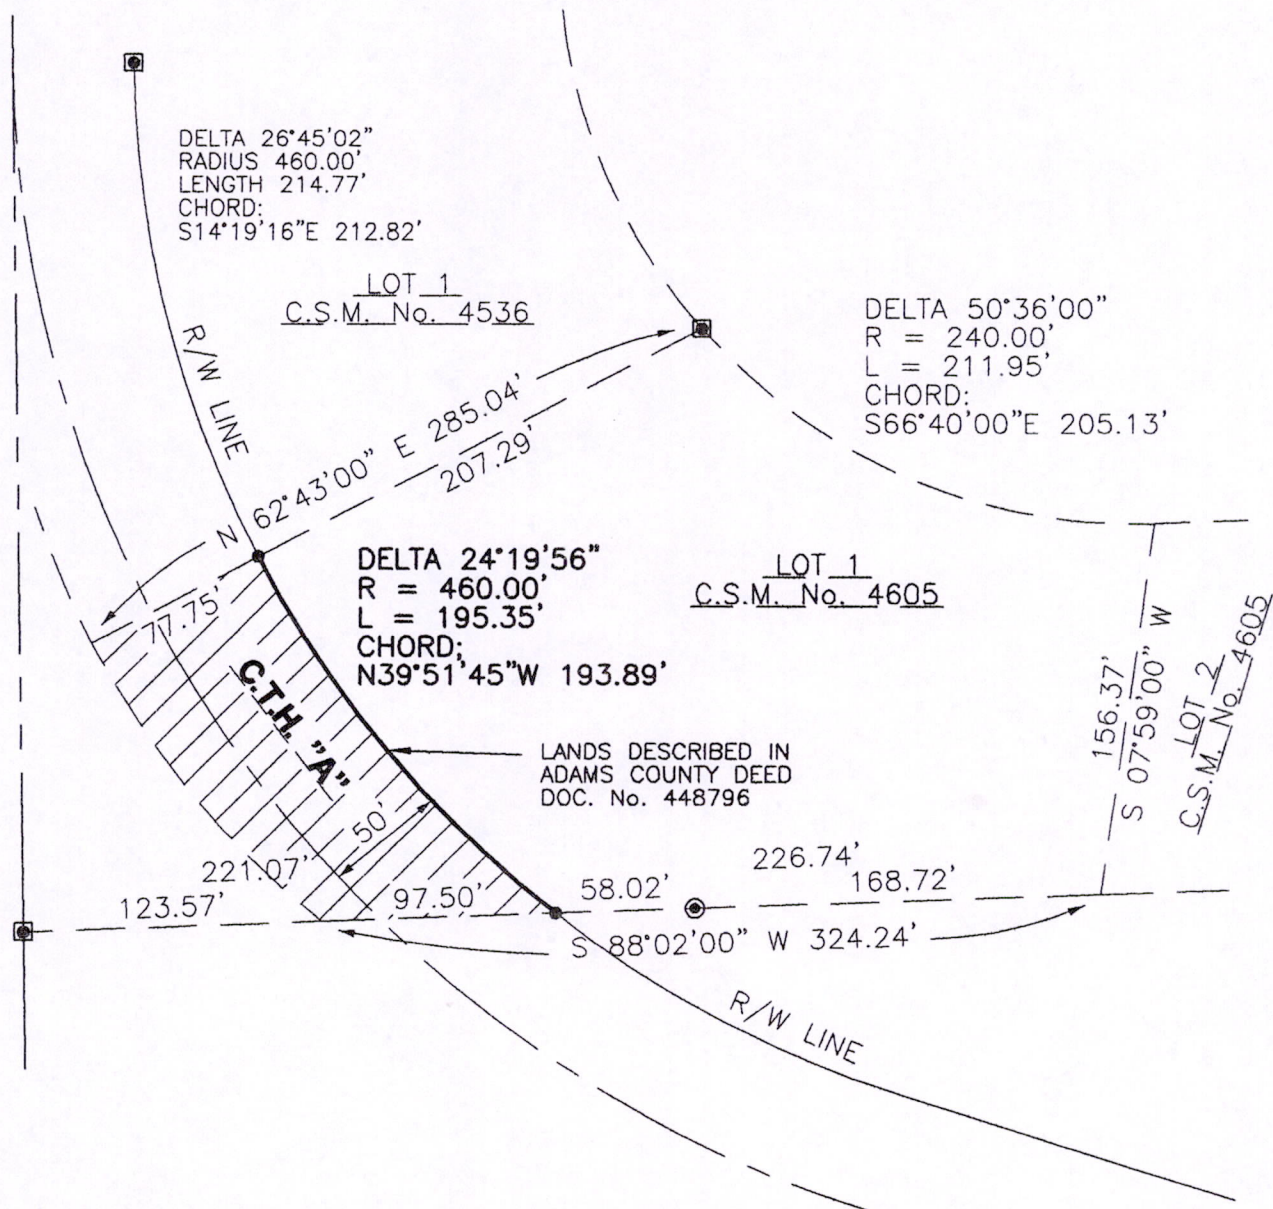 DELTA 26°45'02"
RADIUS 460.00'
LENGTH 214.77'
CHORD:
S14°19'16"E 212.82'
LOT 1
C.S.M. No. 4536
R/W LINE
DELTA 50°36'00"
R = 240.00'
L = 211.95'
CHORD:
S66°40'00"E 205.13'
N 62°43'00" E 285.04'
207.29'
77.75'
DELTA 24°19'56"
R = 460.00'
L = 195.35'
CHORD;
N39°51'45"W 193.89'
LOT 1
C.S.M. No. 4605
C.T.H. "A"
LANDS DESCRIBED IN
ADAMS COUNTY DEED
DOC. No. 448796
50'
156.37'
S 07°59'00" W
LOT 2
C.S.M. No. 4605
221.07'
123.57'
97.50'
58.02'
226.74'
168.72'
S 88°02'00" W 324.24'
R/W LINE